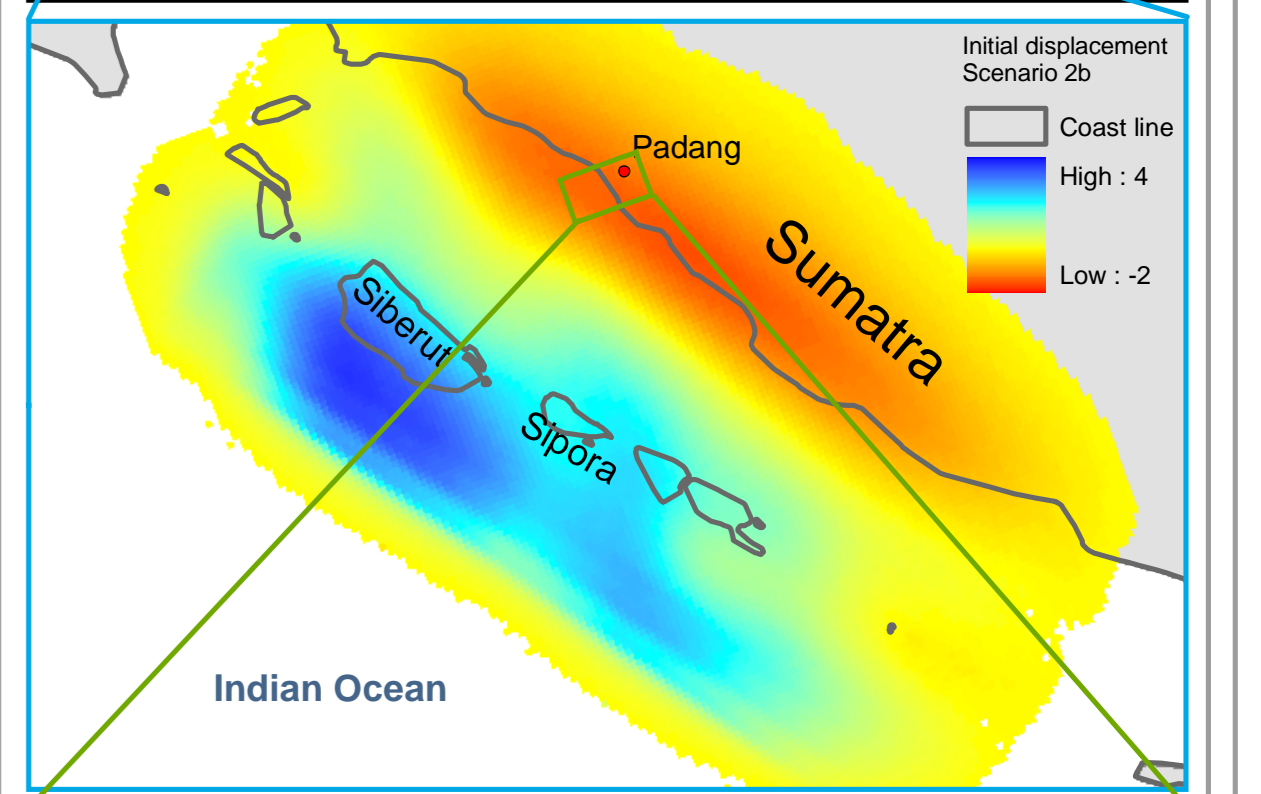 Initial displacement
Scenario 2b
Coast line
High : 4
Low : -2
Padang
Sumatra
Siberut
Sipora
Indian Ocean